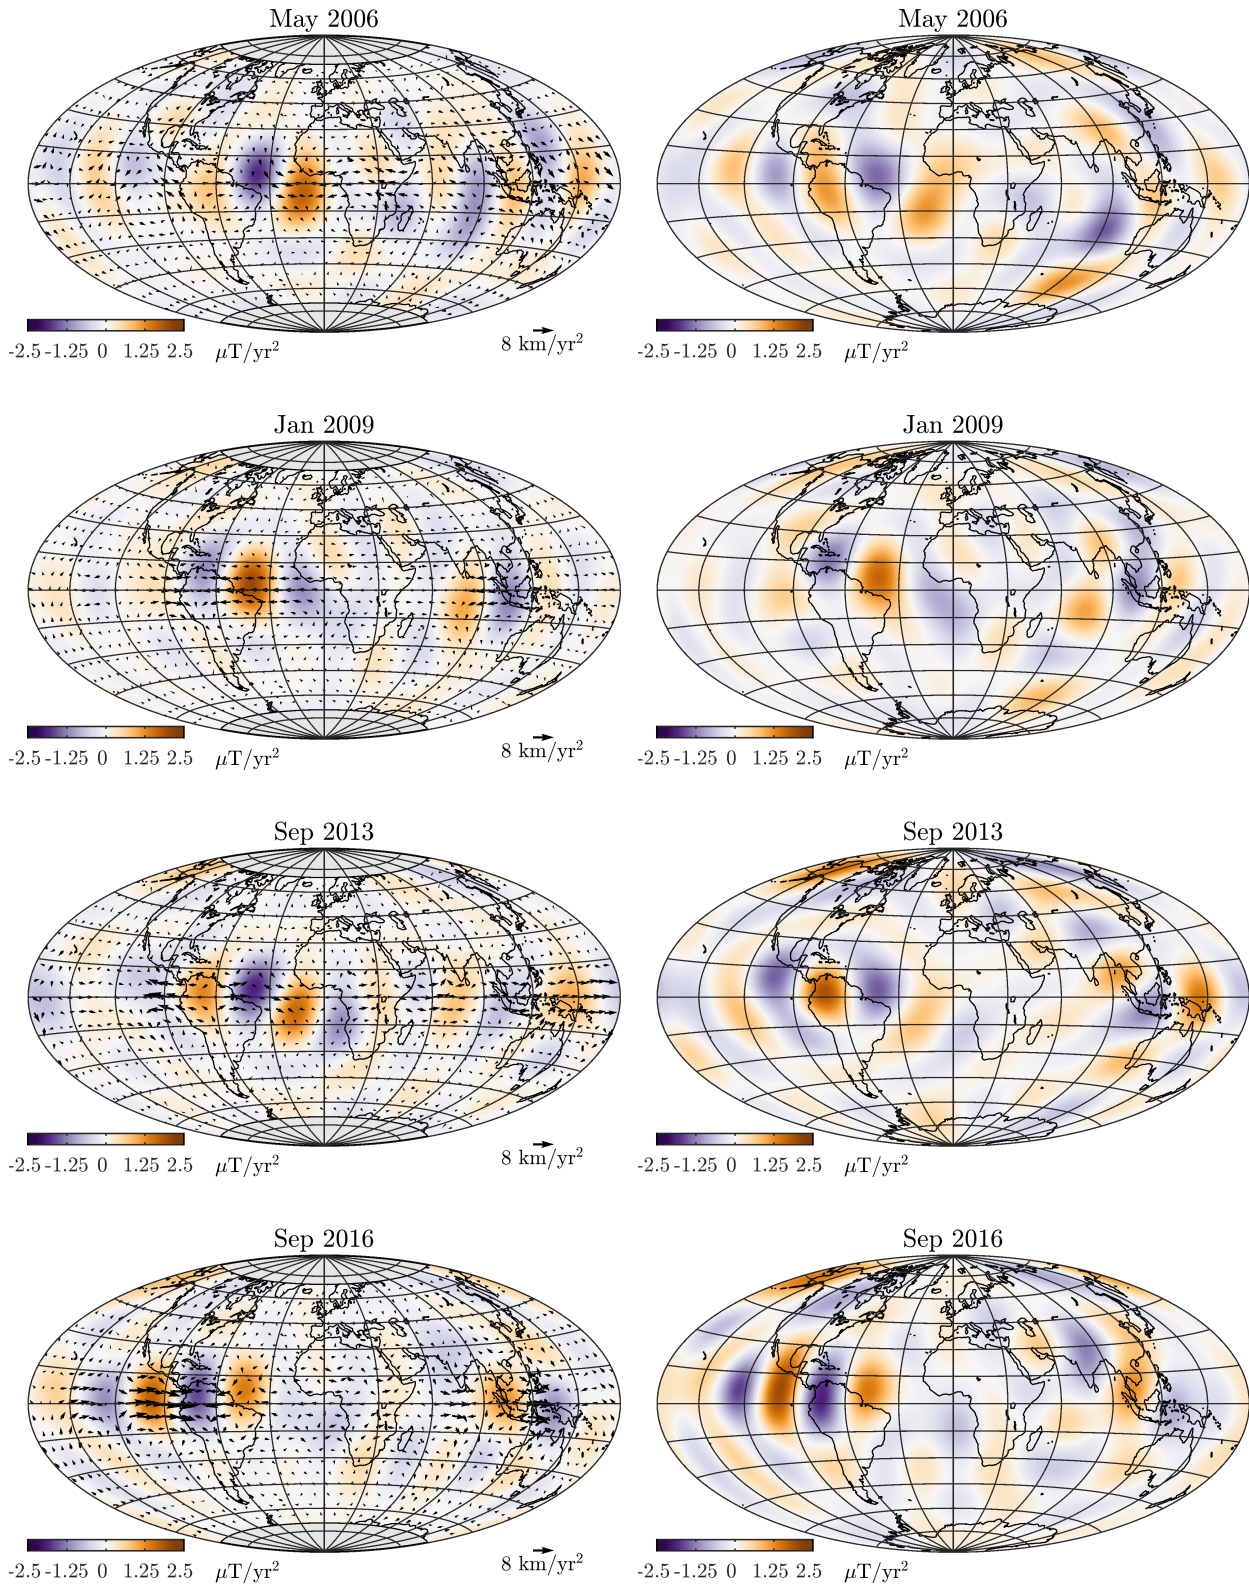 May 2006 May 2006
-2.5 -1.25 0 1.25 2.5 μT/yr² 8 km/yr² -2.5 -1.25 0 1.25 2.5 μT/yr²
Jan 2009 Jan 2009
-2.5 -1.25 0 1.25 2.5 μT/yr² 8 km/yr² -2.5 -1.25 0 1.25 2.5 μT/yr²
Sep 2013 Sep 2013
-2.5 -1.25 0 1.25 2.5 μT/yr² 8 km/yr² -2.5 -1.25 0 1.25 2.5 μT/yr²
Sep 2016 Sep 2016
-2.5 -1.25 0 1.25 2.5 μT/yr² 8 km/yr² -2.5 -1.25 0 1.25 2.5 μT/yr²